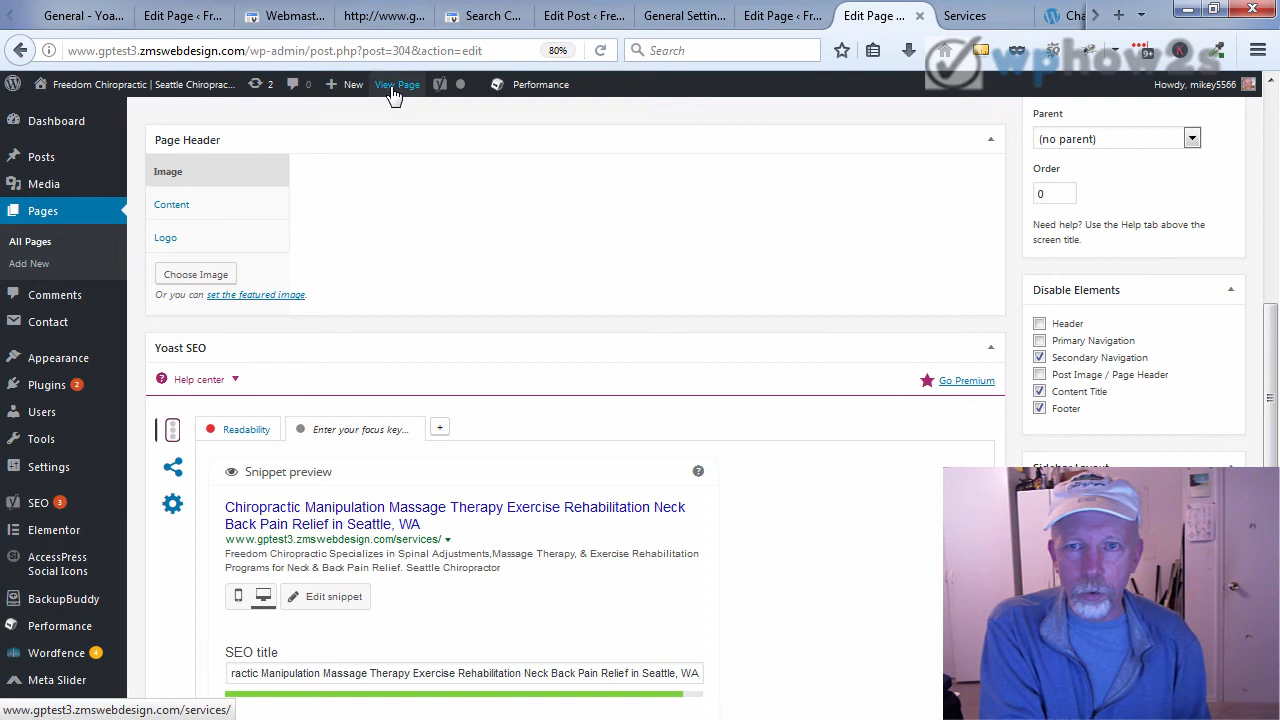 General - Yoa...
Edit Page ‹ Fr...
Webmast...
http://www.g...
Search C...
Edit Post ‹ Fre...
General Settin...
Edit Page ‹ Fr...
Edit Page ...
Services
Cha
www.gptest3.zmswebdesign.com/wp-admin/post.php?post=304&action=edit
80%
Search
9+
K
wphow2s
Freedom Chiropractic | Seattle Chiroprac...
0
New
View Page
Howdy, mikey5566
Dashboard
Posts
Media
Pages
All Pages
Add New
Comments
Contact
Appearance
Plugins 2
Users
Tools
Settings
SEO 3
Elementor
AccessPress
Social Icons
BackupBuddy
Performance
Wordfence 4
Meta Slider
Page Header
Image
Content
Logo
Choose Image
Or you can set the featured image.
Yoast SEO
Help center
Go Premium
Readability
Enter your focus key...
+
Snippet preview
?
Chiropractic Manipulation Massage Therapy Exercise Rehabilitation Neck
Back Pain Relief in Seattle, WA
www.gptest3.zmswebdesign.com/services/
Freedom Chiropractic Specialize in Spinal Adjustments,Massage Therapy, & Exercise Rehabilitation
Programs for Neck & Back Pain Relief. Seattle Chiropractor
Edit snippet
SEO title
ractic Manipulation Massage Therapy Exercise Rehabilitation Neck Back Pain Relief in Seattle, WA
Parent
(no parent)
Order
0
Need help? Use the Help tab above the
screen title.
Disable Elements
Header
Primary Navigation
Secondary Navigation
Post Image / Page Header
Content Title
Footer
www.gptest3.zmswebdesign.com/services/